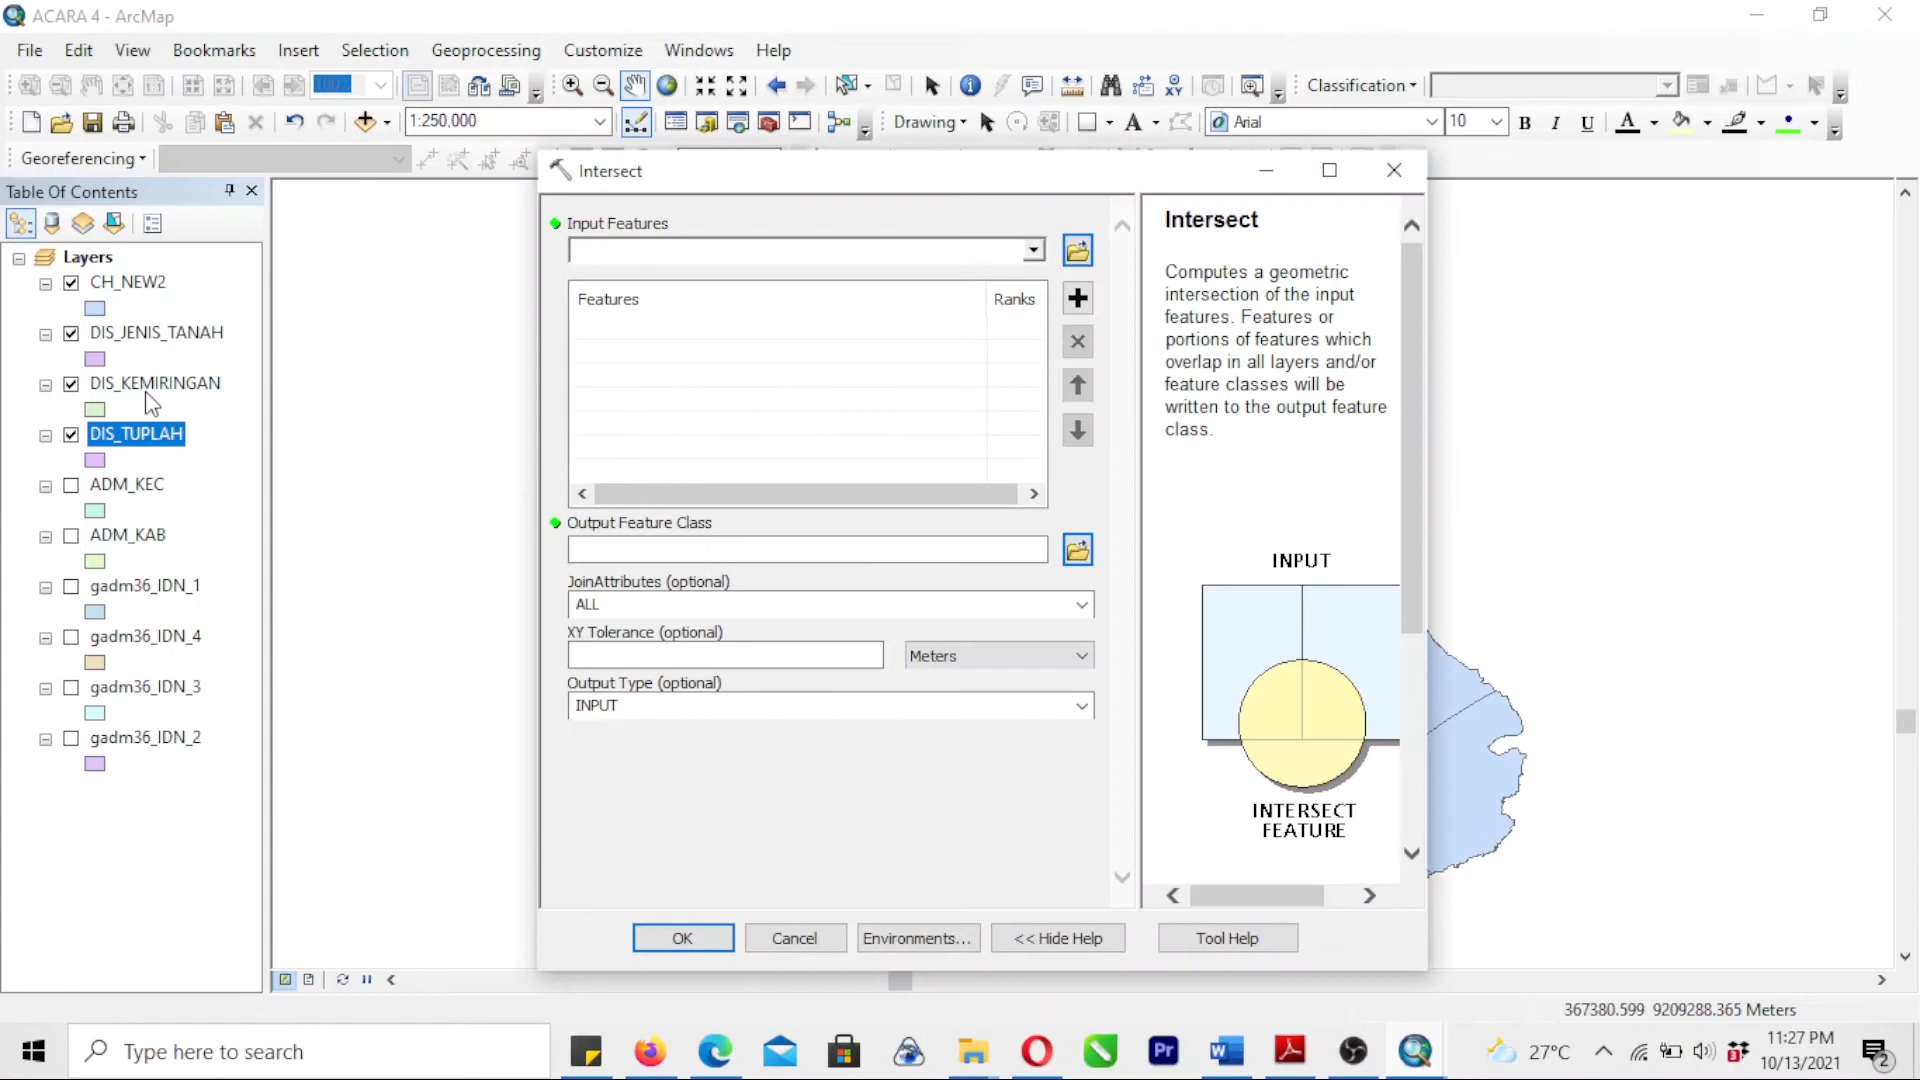 ACARA 4 - ArcMap
File Edit View Bookmarks Insert Selection Geoprocessing Customize Windows Help
100%
Classification
1:250,000
Drawing
Arial
10
B I U A
Georeferencing
Table Of Contents
Layers
CH_NEW2
DIS_JENIS_TANAH
DIS_KEMIRINGAN
DIS_TUPLAH
ADM_KEC
ADM_KAB
gadm36_IDN_1
gadm36_IDN_4
gadm36_IDN_3
gadm36_IDN_2
Intersect
Input Features
Features Ranks
Output Feature Class
JoinAttributes (optional)
ALL
XY Tolerance (optional)
Meters
Output Type (optional)
INPUT
OK Cancel Environments... << Hide Help Tool Help
Intersect
Computes a geometric
intersection of the input
features. Features or
portions of features which
overlap in all layers and/or
feature classes will be
written to the output feature
class.
INPUT
INTERSECT
FEATURE
367380.599 9209288.365 Meters
Type here to search
Pr
27°C
11:27 PM
10/13/2021
2